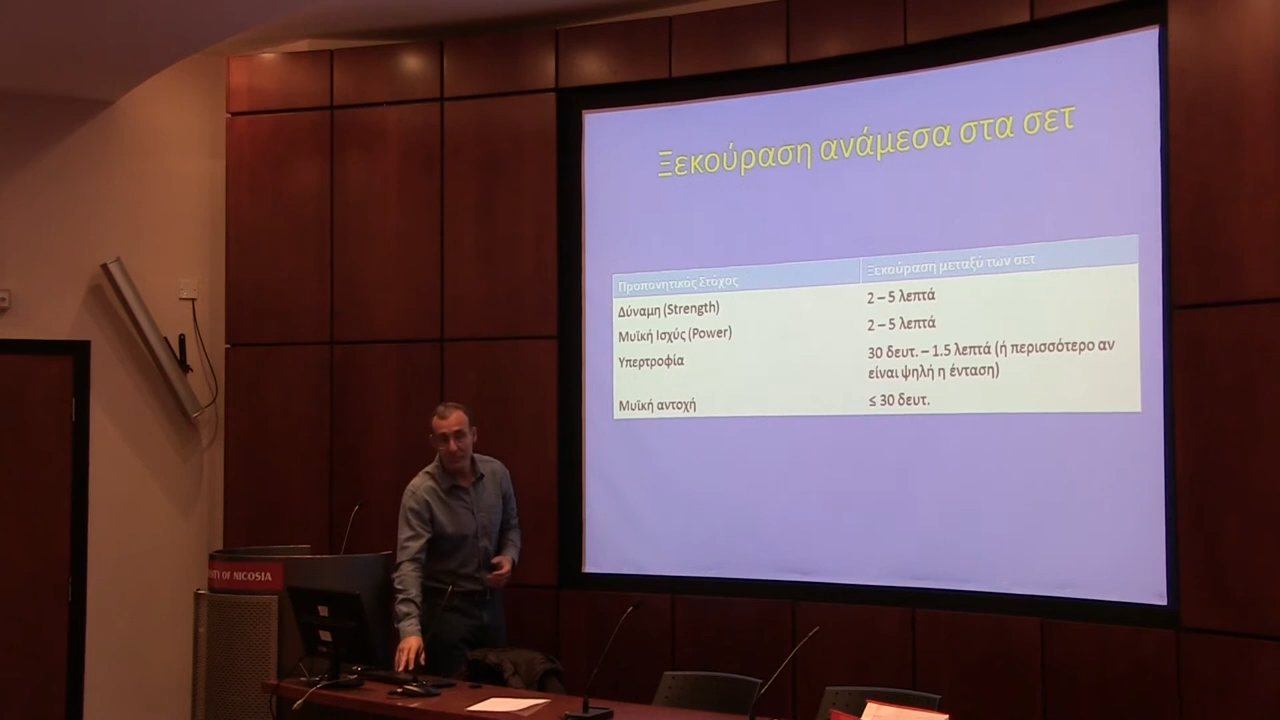 Ξεκούραση ανάμεσα στα σετ
Προπονητικός Στόχος
Ξεκούραση μεταξύ των σετ
Δύναμη (Strength)
2 – 5 λεπτά
Μυϊκή Ισχύς (Power)
2 – 5 λεπτά
Υπερτροφία
30 δευτ. – 1.5 λεπτά (ή περισσότερο αν
είναι ψηλή η ένταση)
Μυϊκή αντοχή
≤ 30 δευτ.
OF NICOSIA